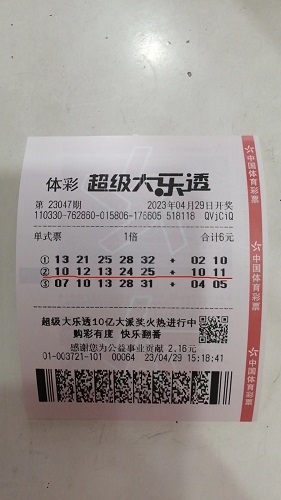 体彩 超级大乐透
第 23047期 2023年04月29日开奖
110330-762860-015806-176605 518118 QVjCiQ
单式票 1倍 合计6元
① 13 21 25 28 32 + 02 10
② 10 12 13 24 25 + 10 11
③ 07 10 13 28 31 + 04 05
超级大乐透10亿大派奖火热进行中
购彩有度 快乐翻番
感谢您为公益事业贡献 2.16元
01-003721-101 00064 23/04/29 15:18:41
中国体育彩票
中国体育彩票
中国体育彩票